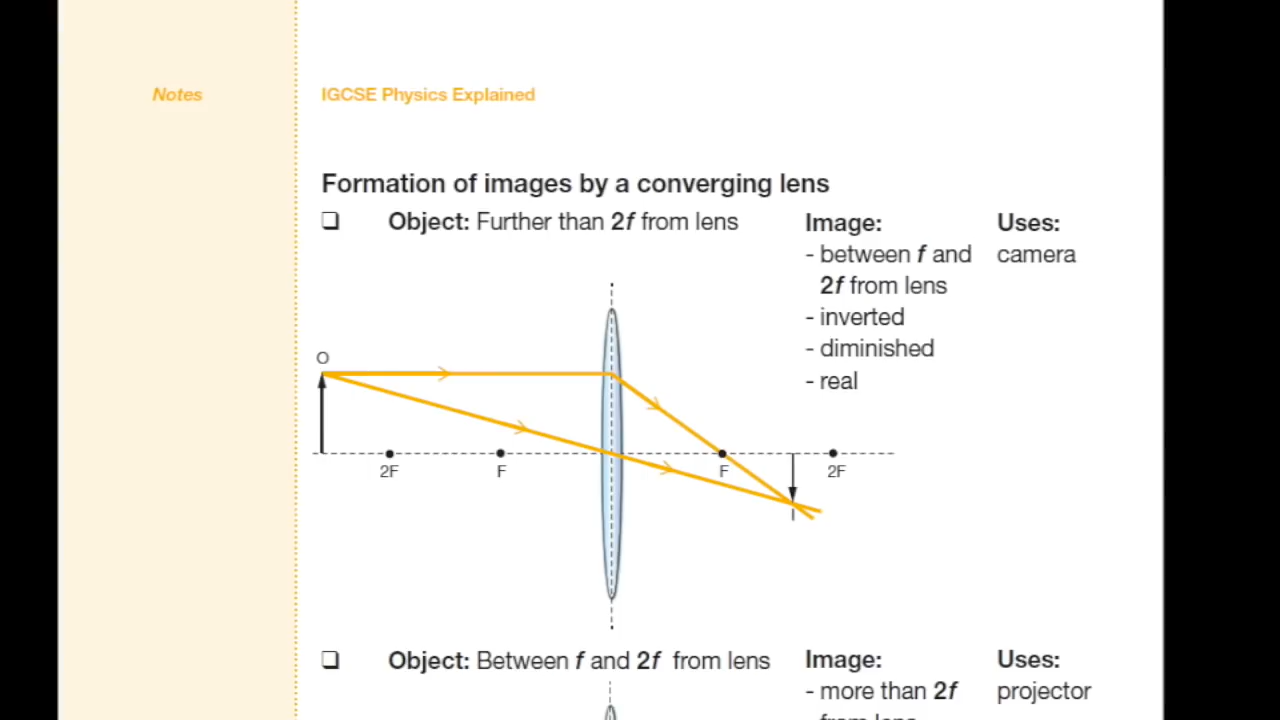 Notes
IGCSE Physics Explained
Formation of images by a converging lens
❏ Object: Further than 2f from lens
Image:
- between f and
2f from lens
- inverted
- diminished
- real
Uses:
camera
O
2F
F
F
2F
I
❏ Object: Between f and 2f from lens
Image:
- more than 2f
from lens
Uses:
projector